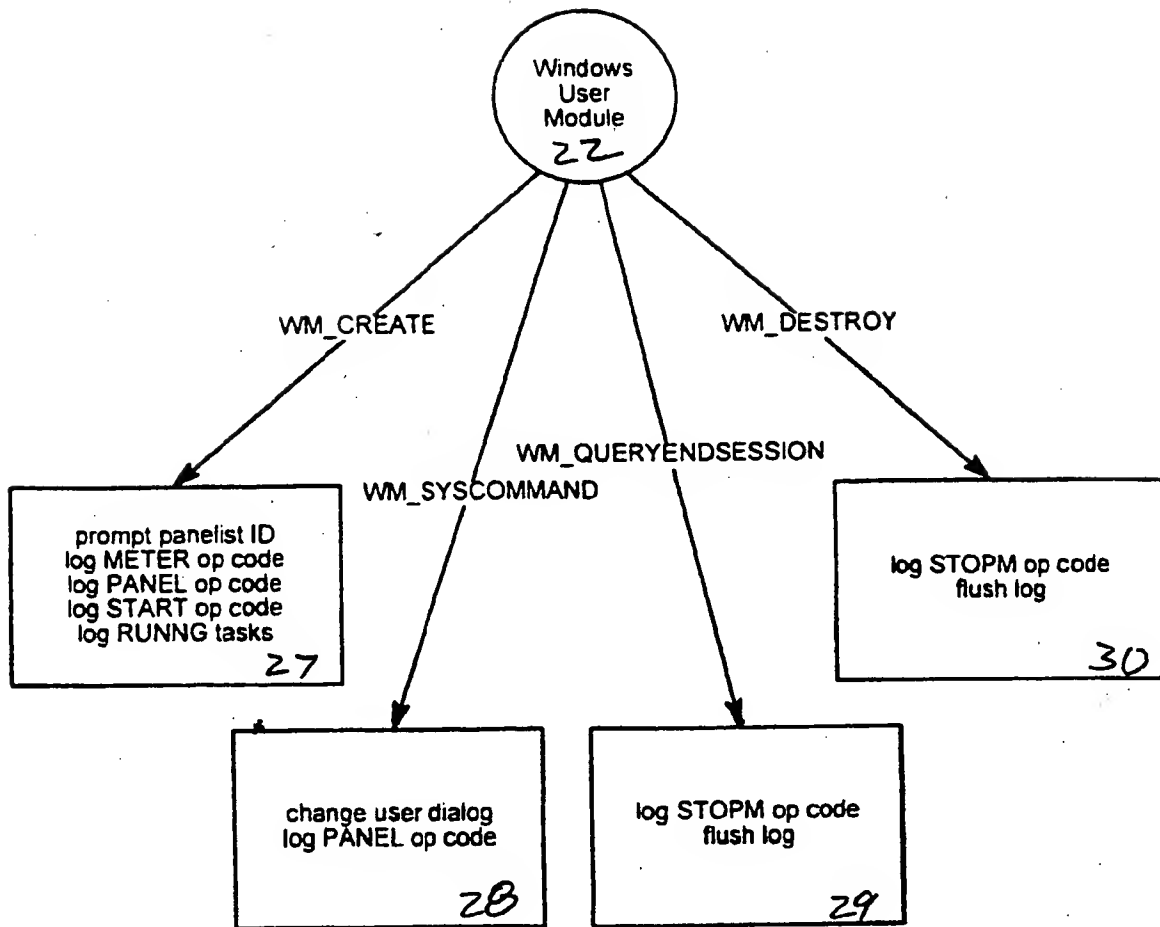 Windows
User
Module
22
WM_CREATE
WM_DESTROY
WM_QUERYENDSESSION
WM_SYSCOMMAND
prompt panelist ID
log METER op code
log PANEL op code
log START op code
log RUNNG tasks
27
log STOPM op code
flush log
30
change user dialog
log PANEL op code
28
log STOPM op code
flush log
29